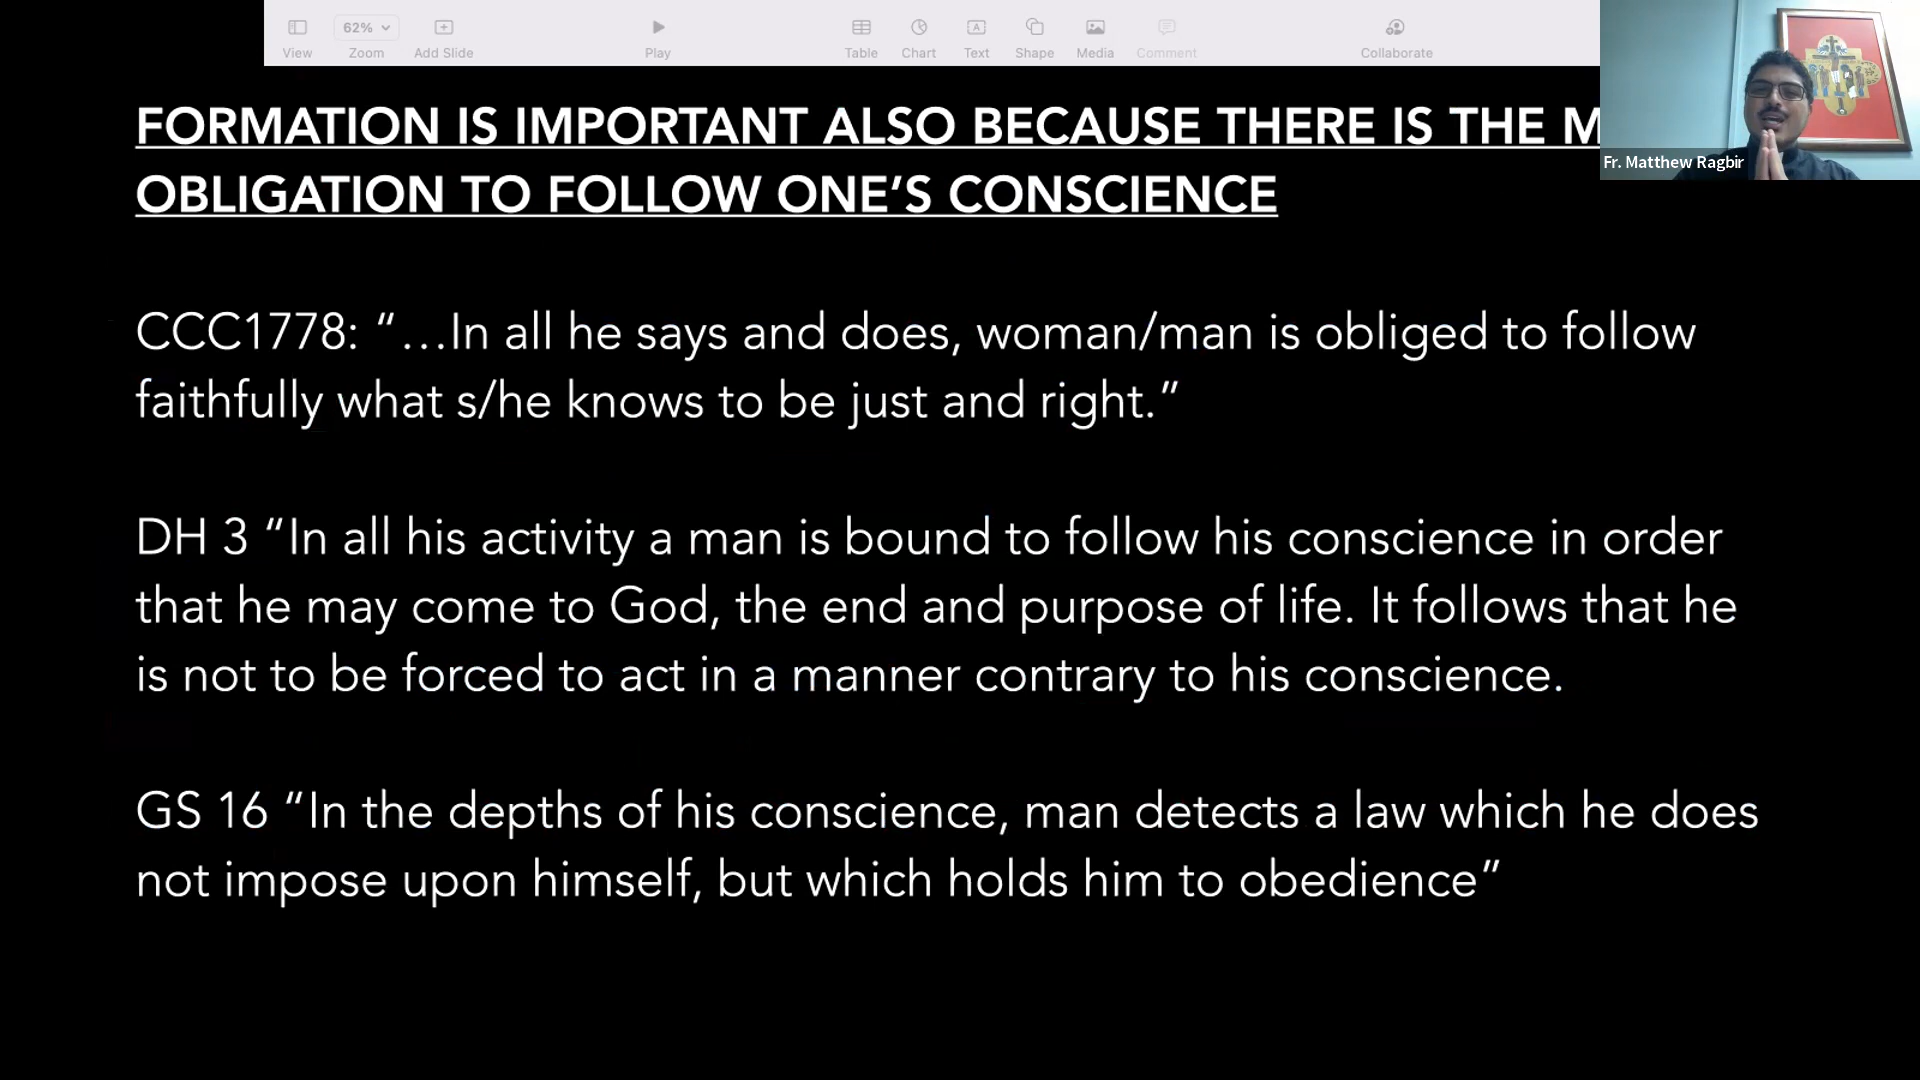 62%
View Zoom Add Slide Play Table Chart Text Shape Media Comment Collaborate
Fr. Matthew Ragbir
FORMATION IS IMPORTANT ALSO BECAUSE THERE IS THE
OBLIGATION TO FOLLOW ONE’S CONSCIENCE
CCC1778: “…In all he says and does, woman/man is obliged to follow
faithfully what s/he knows to be just and right.”
DH 3 “In all his activity a man is bound to follow his conscience in order
that he may come to God, the end and purpose of life. It follows that he
is not to be forced to act in a manner contrary to his conscience.
GS 16 “In the depths of his conscience, man detects a law which he does
not impose upon himself, but which holds him to obedience”